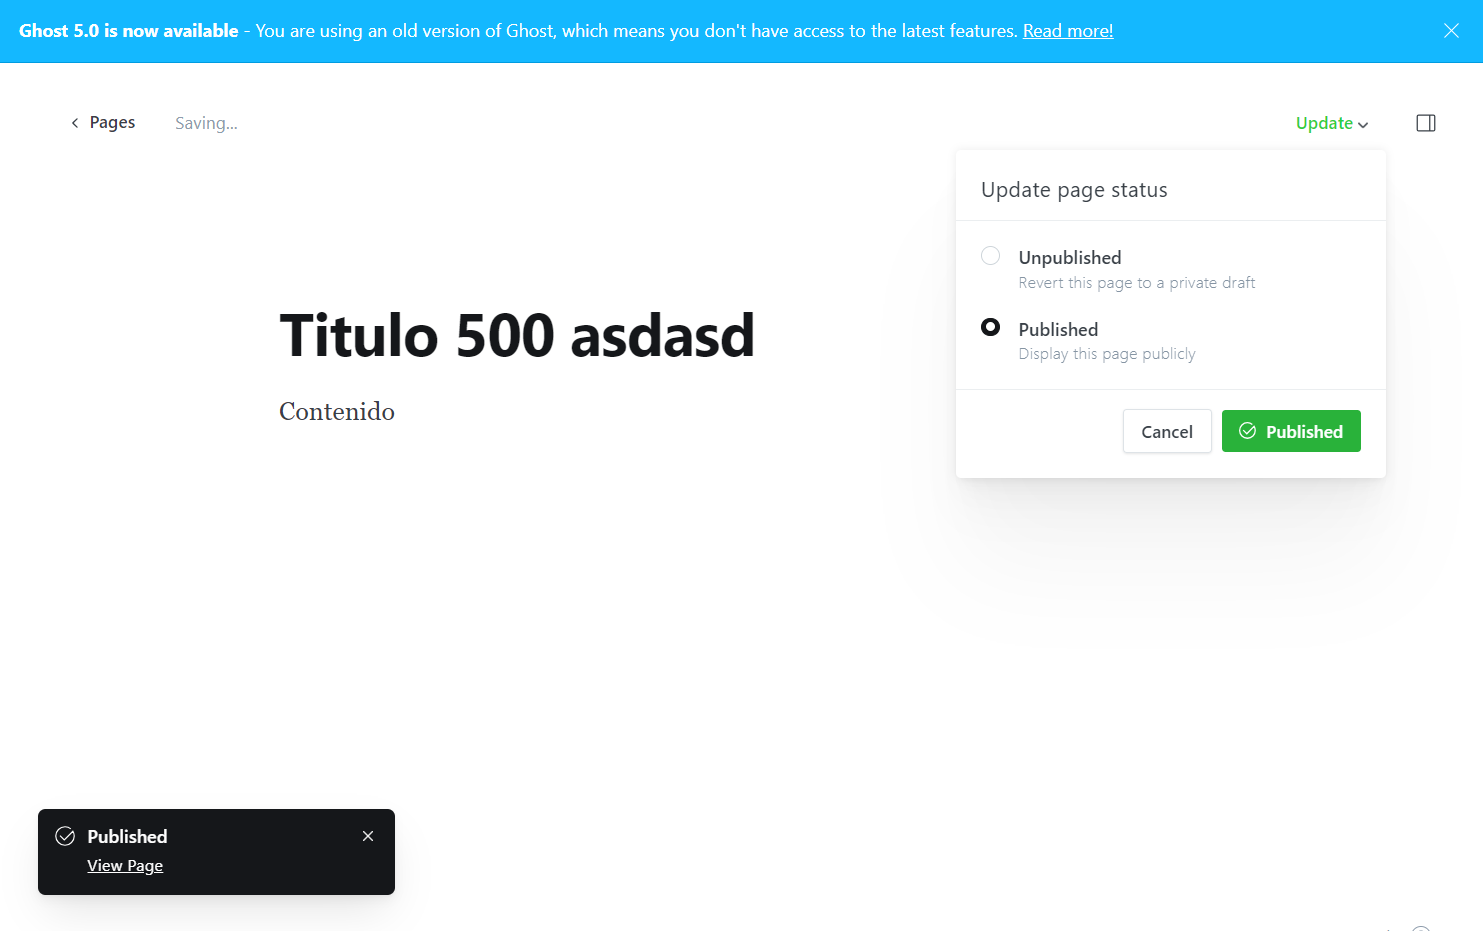 Ghost 5.0 is now available - You are using an old version of Ghost, which means you don't have access to the latest features. Read more!
Pages
Saving...
Update
Update page status
Unpublished
Revert this page to a private draft
Published
Display this page publicly
Cancel
Published
Titulo 500 asdasd
Contenido
Published
View Page